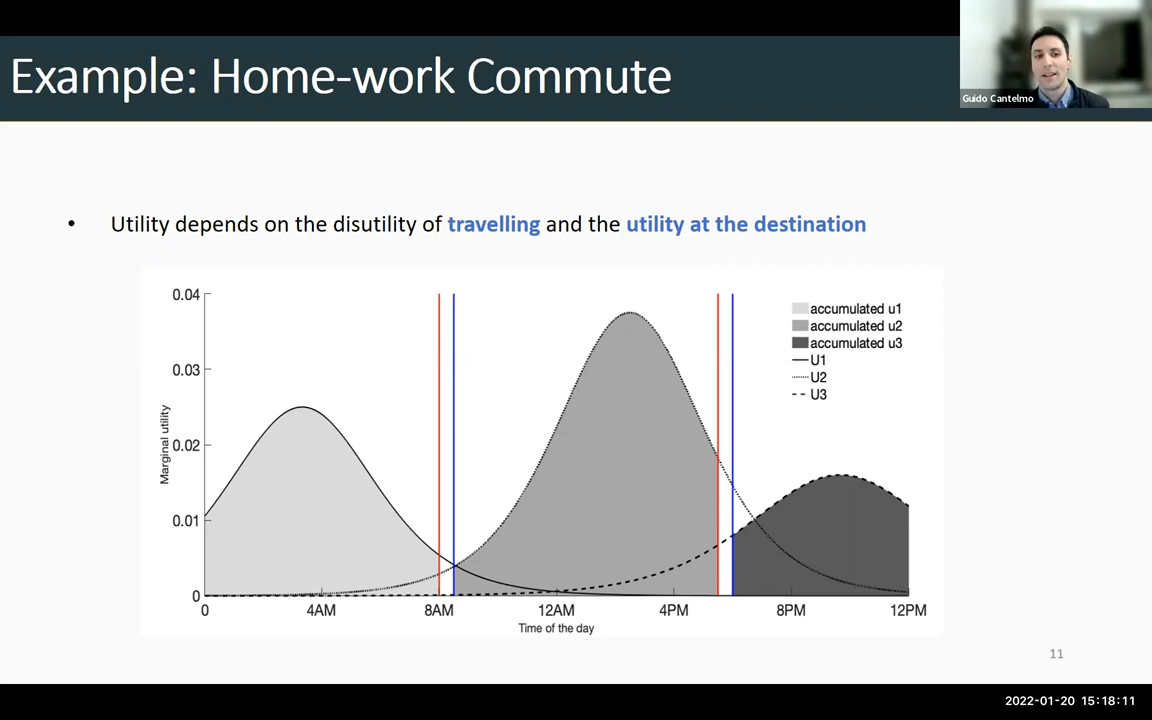 Example: Home-work Commute
Guido Cantelmo
• Utility depends on the disutility of travelling and the utility at the destination
0.04
0.03
0.02
0.01
0
Marginal utility
accumulated u1
accumulated u2
accumulated u3
U1
U2
U3
0 4AM 8AM 12AM 4PM 8PM 12PM
Time of the day
11
2022-01-20 15:18:11